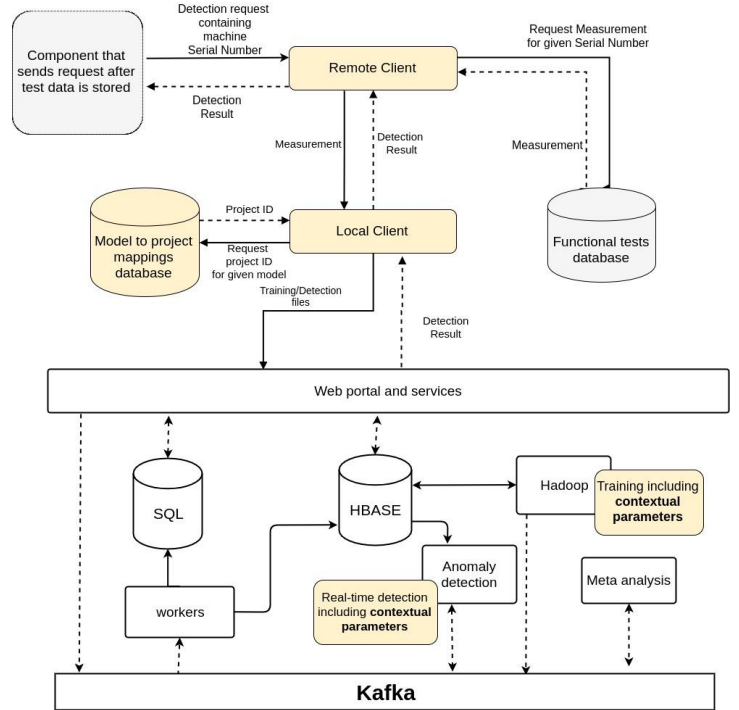 Detection request
containing
machine
Serial Number
Component that
sends request after
test data is stored
Remote Client
Request Measurement
for given Serial Number
Detection
Result
Measurement
Detection
Result
Measurement
Project ID
Model to project
mappings
database
Local Client
Request
project ID
for given model
Functional tests
database
Training/Detection
files
Detection
Result
Web portal and services
SQL
HBASE
Hadoop
Training including
contextual
parameters
Anomaly
detection
Meta analysis
workers
Real-time detection
including contextual
parameters
Kafka